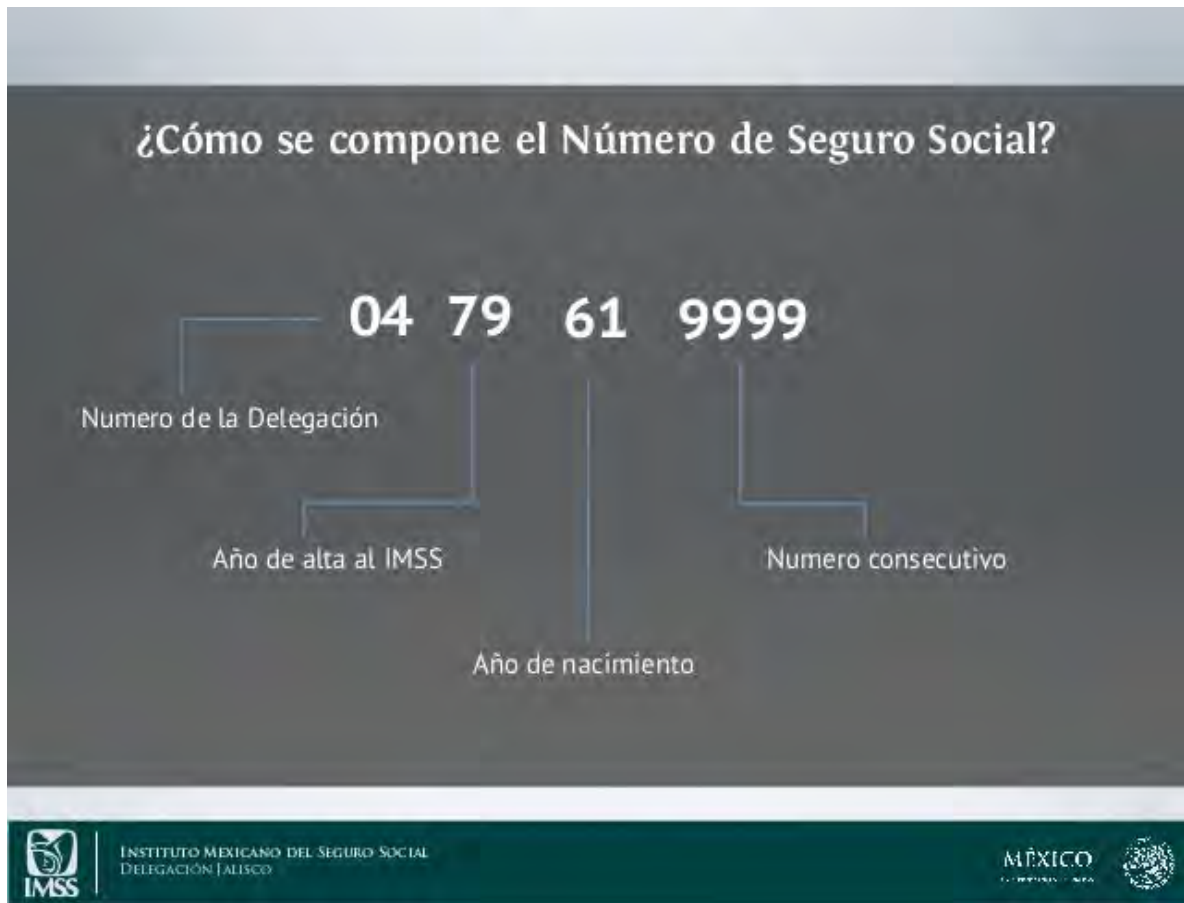 ¿Cómo se compone el Número de Seguro Social?
04 79 61 9999
Numero de la Delegación
Año de alta al IMSS
Numero consecutivo
Año de nacimiento
IMSS
INSTITUTO MEXICANO DEL SEGURO SOCIAL
DELEGACIÓN JALISCO
MÉXICO